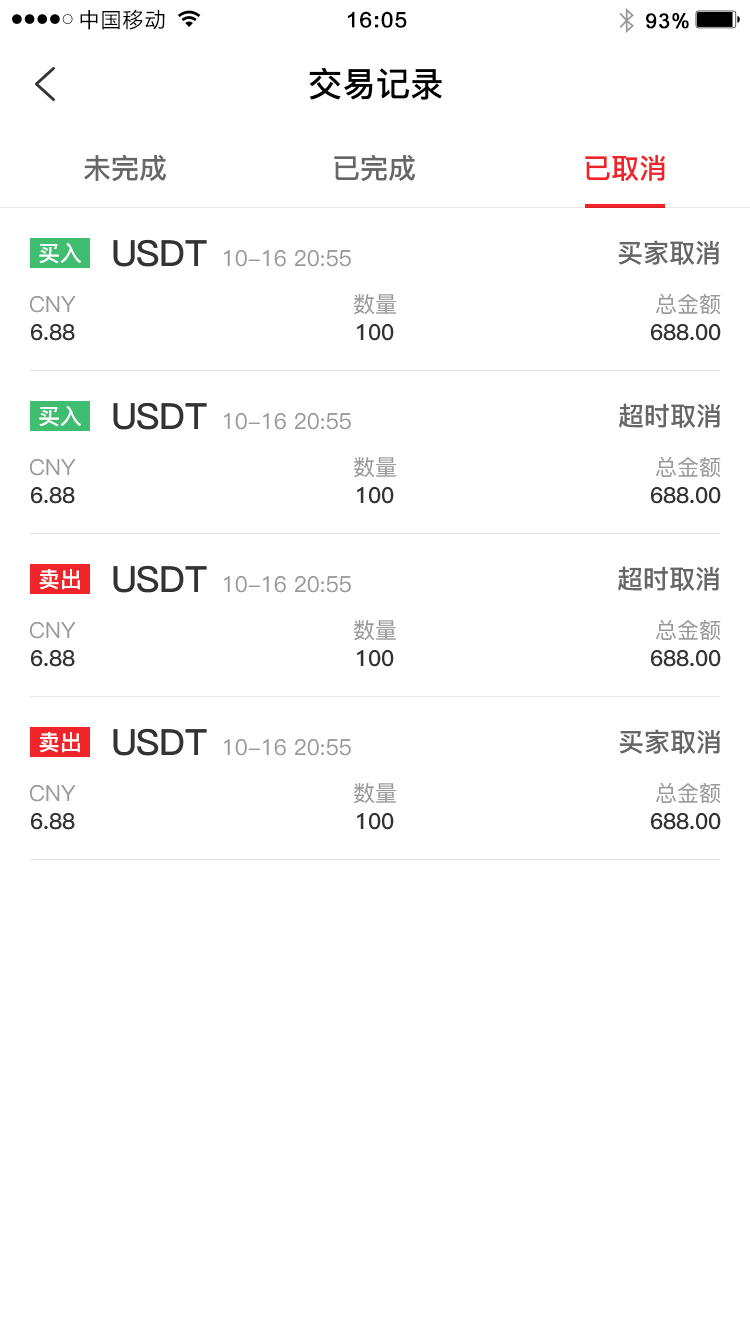 中国移动 16:05 93%
交易记录
未完成 已完成 已取消
买入 USDT 10-16 20:55 买家取消
CNY 数量 总金额
6.88 100 688.00
买入 USDT 10-16 20:55 超时取消
CNY 数量 总金额
6.88 100 688.00
卖出 USDT 10-16 20:55 超时取消
CNY 数量 总金额
6.88 100 688.00
卖出 USDT 10-16 20:55 买家取消
CNY 数量 总金额
6.88 100 688.00